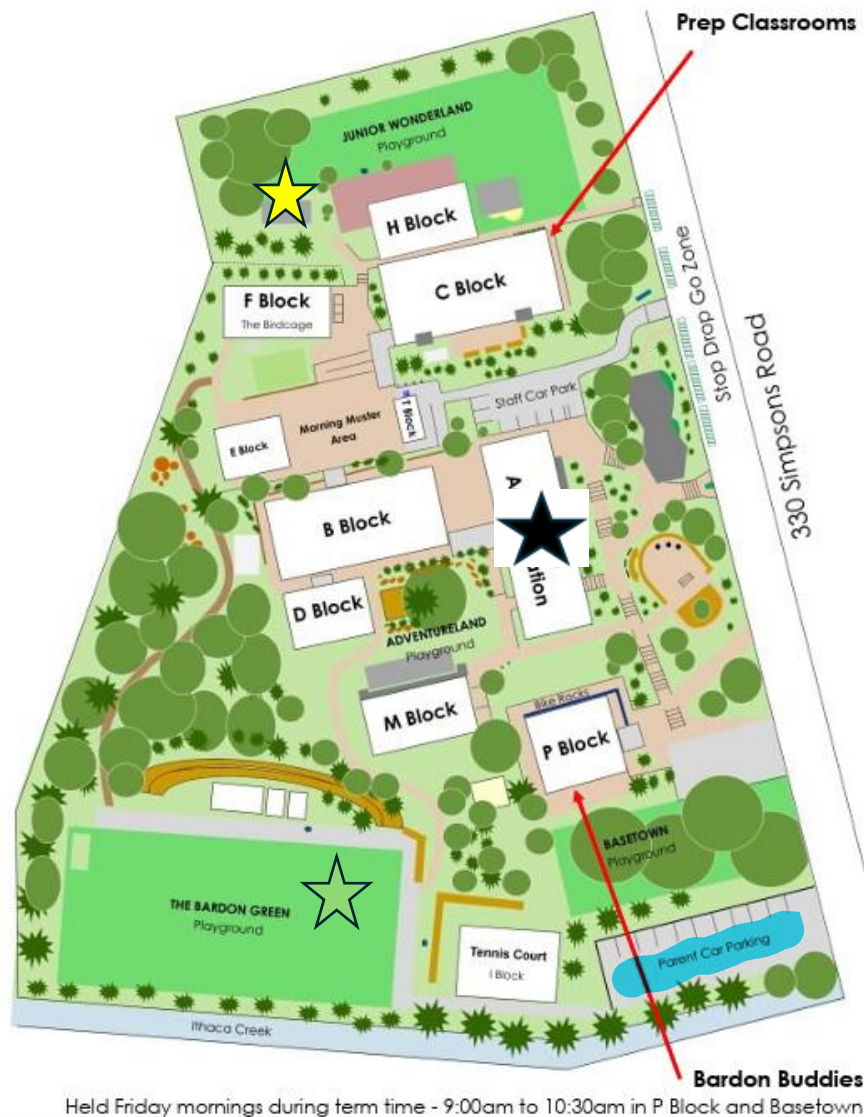 Prep Classrooms
JUNIOR WONDERLAND
Playground
H Block
C Block
F Block
The Birdcage
Stop Drop Go Zone
330 Simpsons Road
Staff Car Park
T Block
Morning Muster
Area
E Block
A
B Block
D Block
ADVENTURELAND
Playground
M Block
Bike Racks
P Block
BASETOWN
Playground
THE BARDON GREEN
Playground
Tennis Court
I Block
Parent Car Parking
Ithaca Creek
Bardon Buddies
Held Friday mornings during term time - 9:00am to 10:30am in P Block and Basetown